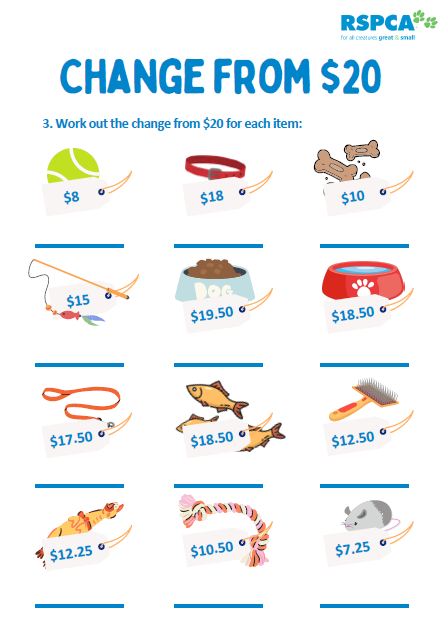 RSPCA
for all creatures great & small
CHANGE FROM $20
3. Work out the change from $20 for each item:
$8
$18
$10
$15
DOG
$19.50
$18.50
$17.50
$18.50
$12.50
$12.25
$10.50
$7.25